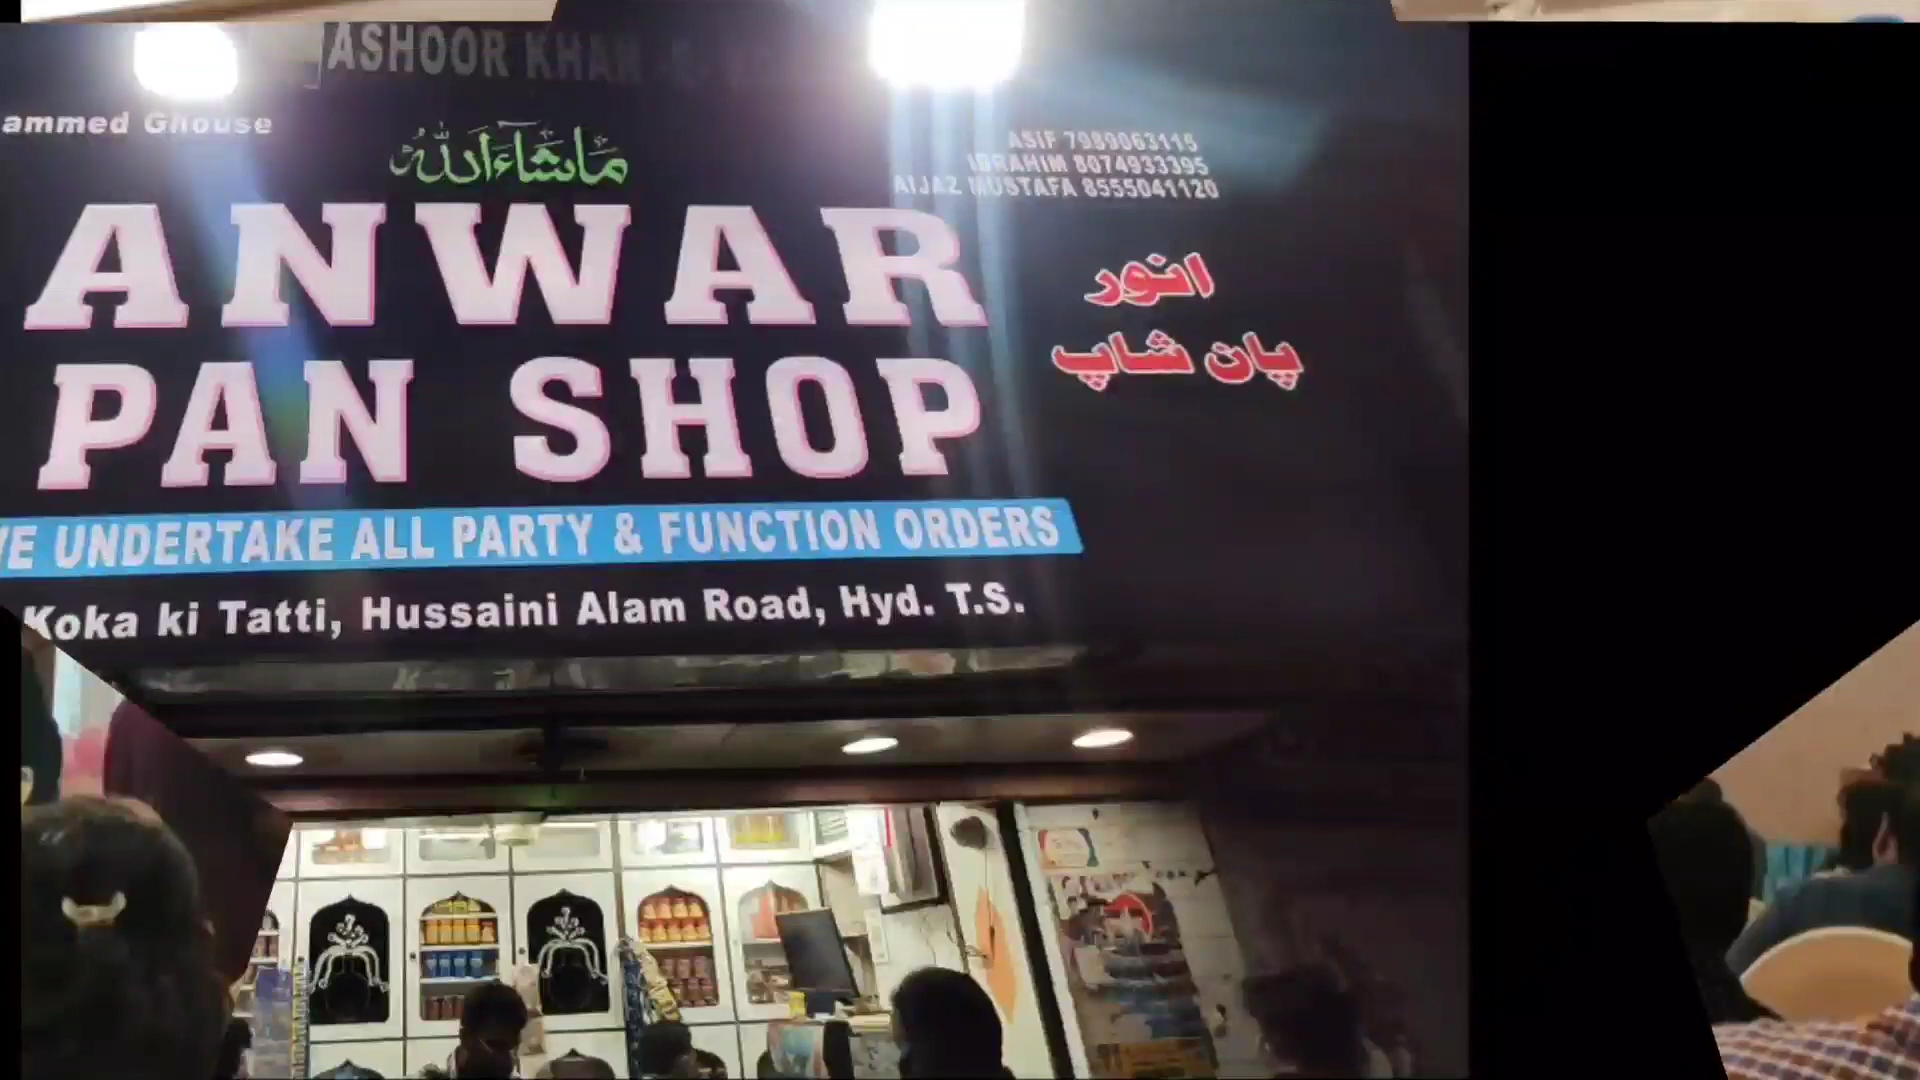 ASHOOR KHAN
ammed Ghouse
ماشاءالله
ASIF 7989063115
IBRAHIM 8074933395
AIJAZ MUSTAFA 8555041120
ANWAR
انور
PAN SHOP
پان شاپ
WE UNDERTAKE ALL PARTY & FUNCTION ORDERS
Koka ki Tatti, Hussaini Alam Road, Hyd. T.S.